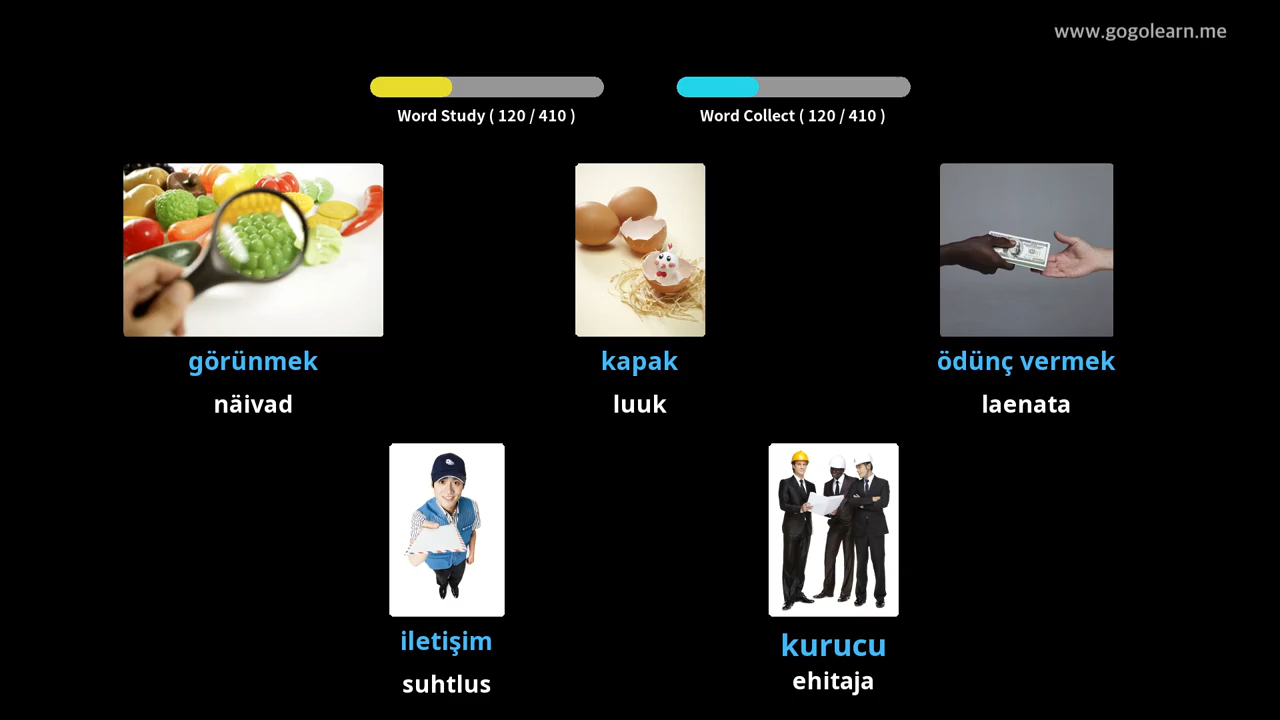 www.gogolearn.me
Word Study ( 120 / 410 )
Word Collect ( 120 / 410 )
görünmek
näivad
kapak
luuk
ödünç vermek
laenata
iletişim
suhtlus
kurucu
ehitaja